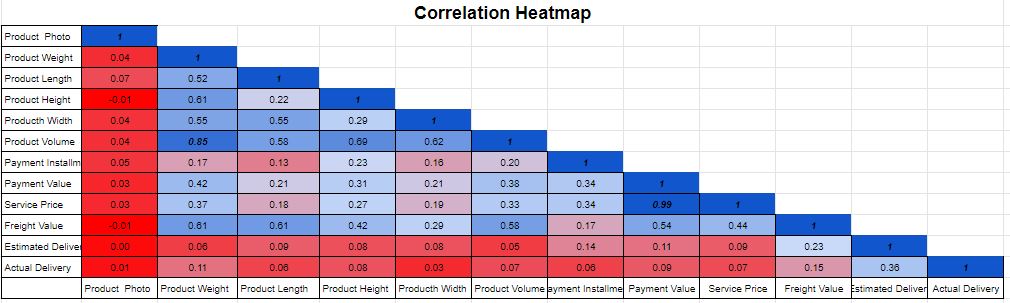 Correlation Heatmap
Product Photo 1
Product Weight 0.04 1
Product Length 0.07 0.52 1
Product Height -0.01 0.61 0.22 1
Producth Width 0.04 0.55 0.55 0.29 1
Product Volume 0.04 0.85 0.58 0.69 0.62 1
Payment Installm 0.05 0.17 0.13 0.23 0.16 0.20 1
Payment Value 0.03 0.42 0.21 0.31 0.21 0.38 0.34 1
Service Price 0.03 0.37 0.18 0.27 0.19 0.33 0.34 0.99 1
Freight Value -0.01 0.61 0.61 0.42 0.29 0.58 0.17 0.54 0.44 1
Estimated Deliver 0.00 0.06 0.09 0.08 0.08 0.05 0.14 0.11 0.09 0.23 1
Actual Delivery 0.01 0.11 0.06 0.08 0.03 0.07 0.06 0.09 0.07 0.15 0.36 1
Product Photo Product Weight Product Length Product Height Producth Width Product Volume ayment Installme Payment Value Service Price Freight Value Estimated Deliver Actual Delivery